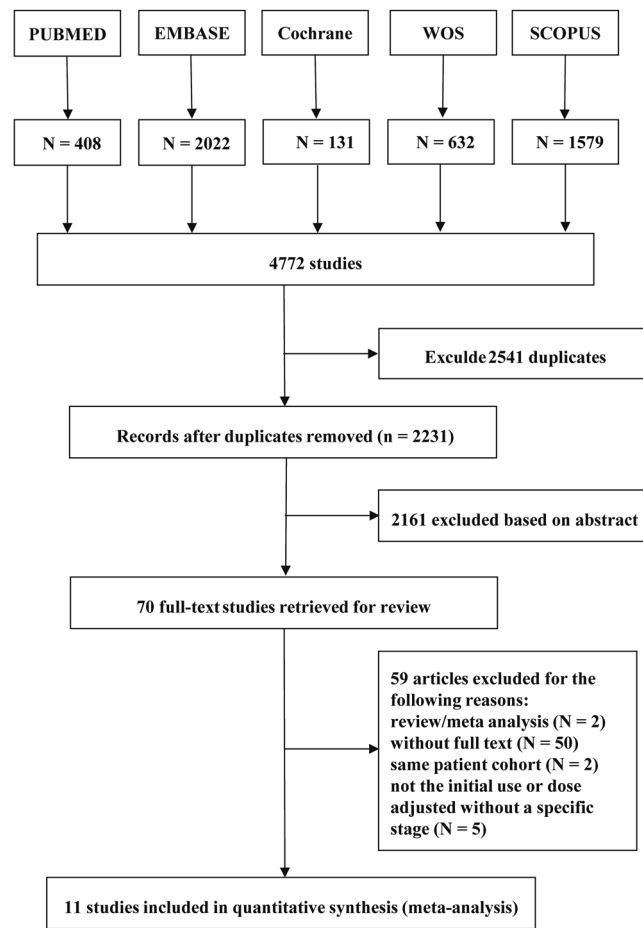 PUBMED
EMBASE
Cochrane
WOS
SCOPUS
N = 408
N = 2022
N = 131
N = 632
N = 1579
4772 studies
Exculde 2541 duplicates
Records after duplicates removed (n = 2231)
2161 excluded based on abstract
70 full-text studies retrieved for review
59 articles excluded for the
following reasons:
review/meta analysis (N = 2)
without full text (N = 50)
same patient cohort (N = 2)
not the initial use or dose
adjusted without a specific
stage (N = 5)
11 studies included in quantitative synthesis (meta-analysis)